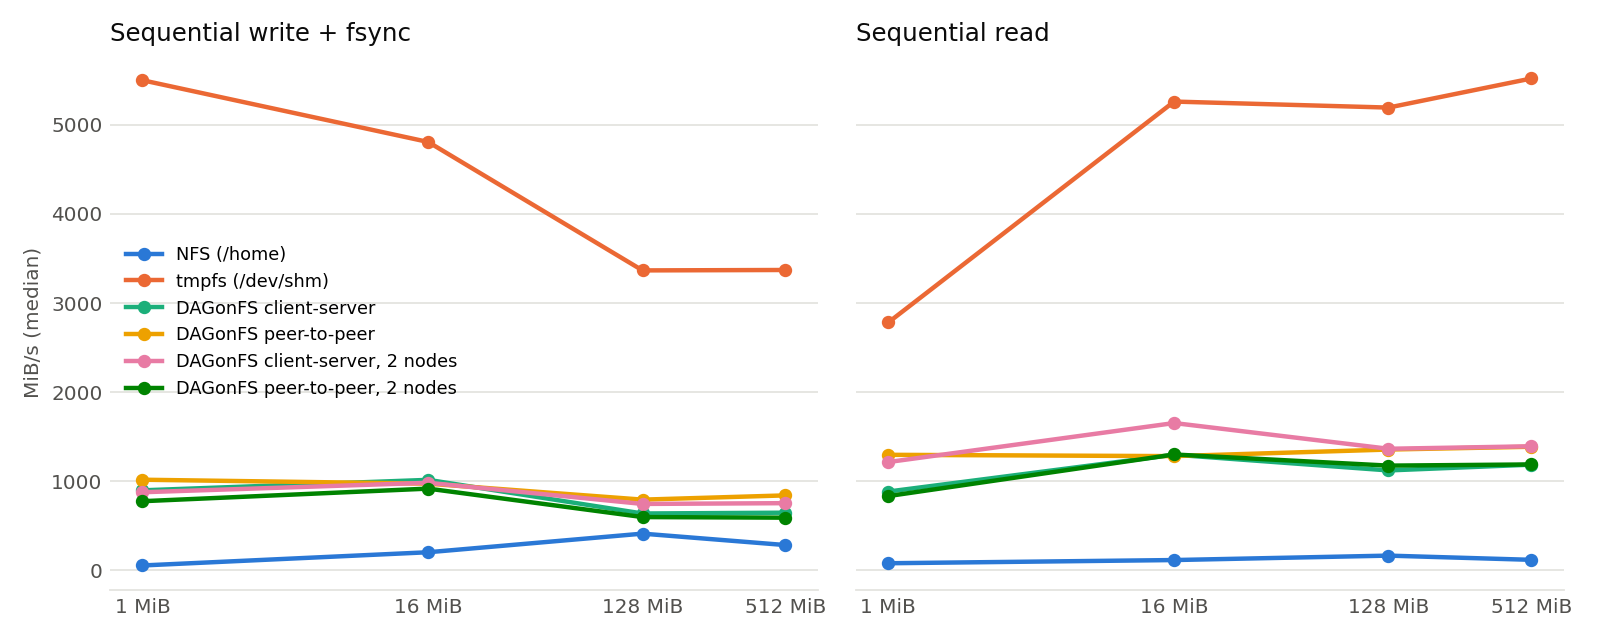 Sequential write + fsync
Sequential read
MiB/s (median)
5000
4000
3000
2000
1000
0
NFS (/home)
tmpfs (/dev/shm)
DAGonFS client-server
DAGonFS peer-to-peer
DAGonFS client-server, 2 nodes
DAGonFS peer-to-peer, 2 nodes
1 MiB 16 MiB 128 MiB 512 MiB
1 MiB 16 MiB 128 MiB 512 MiB